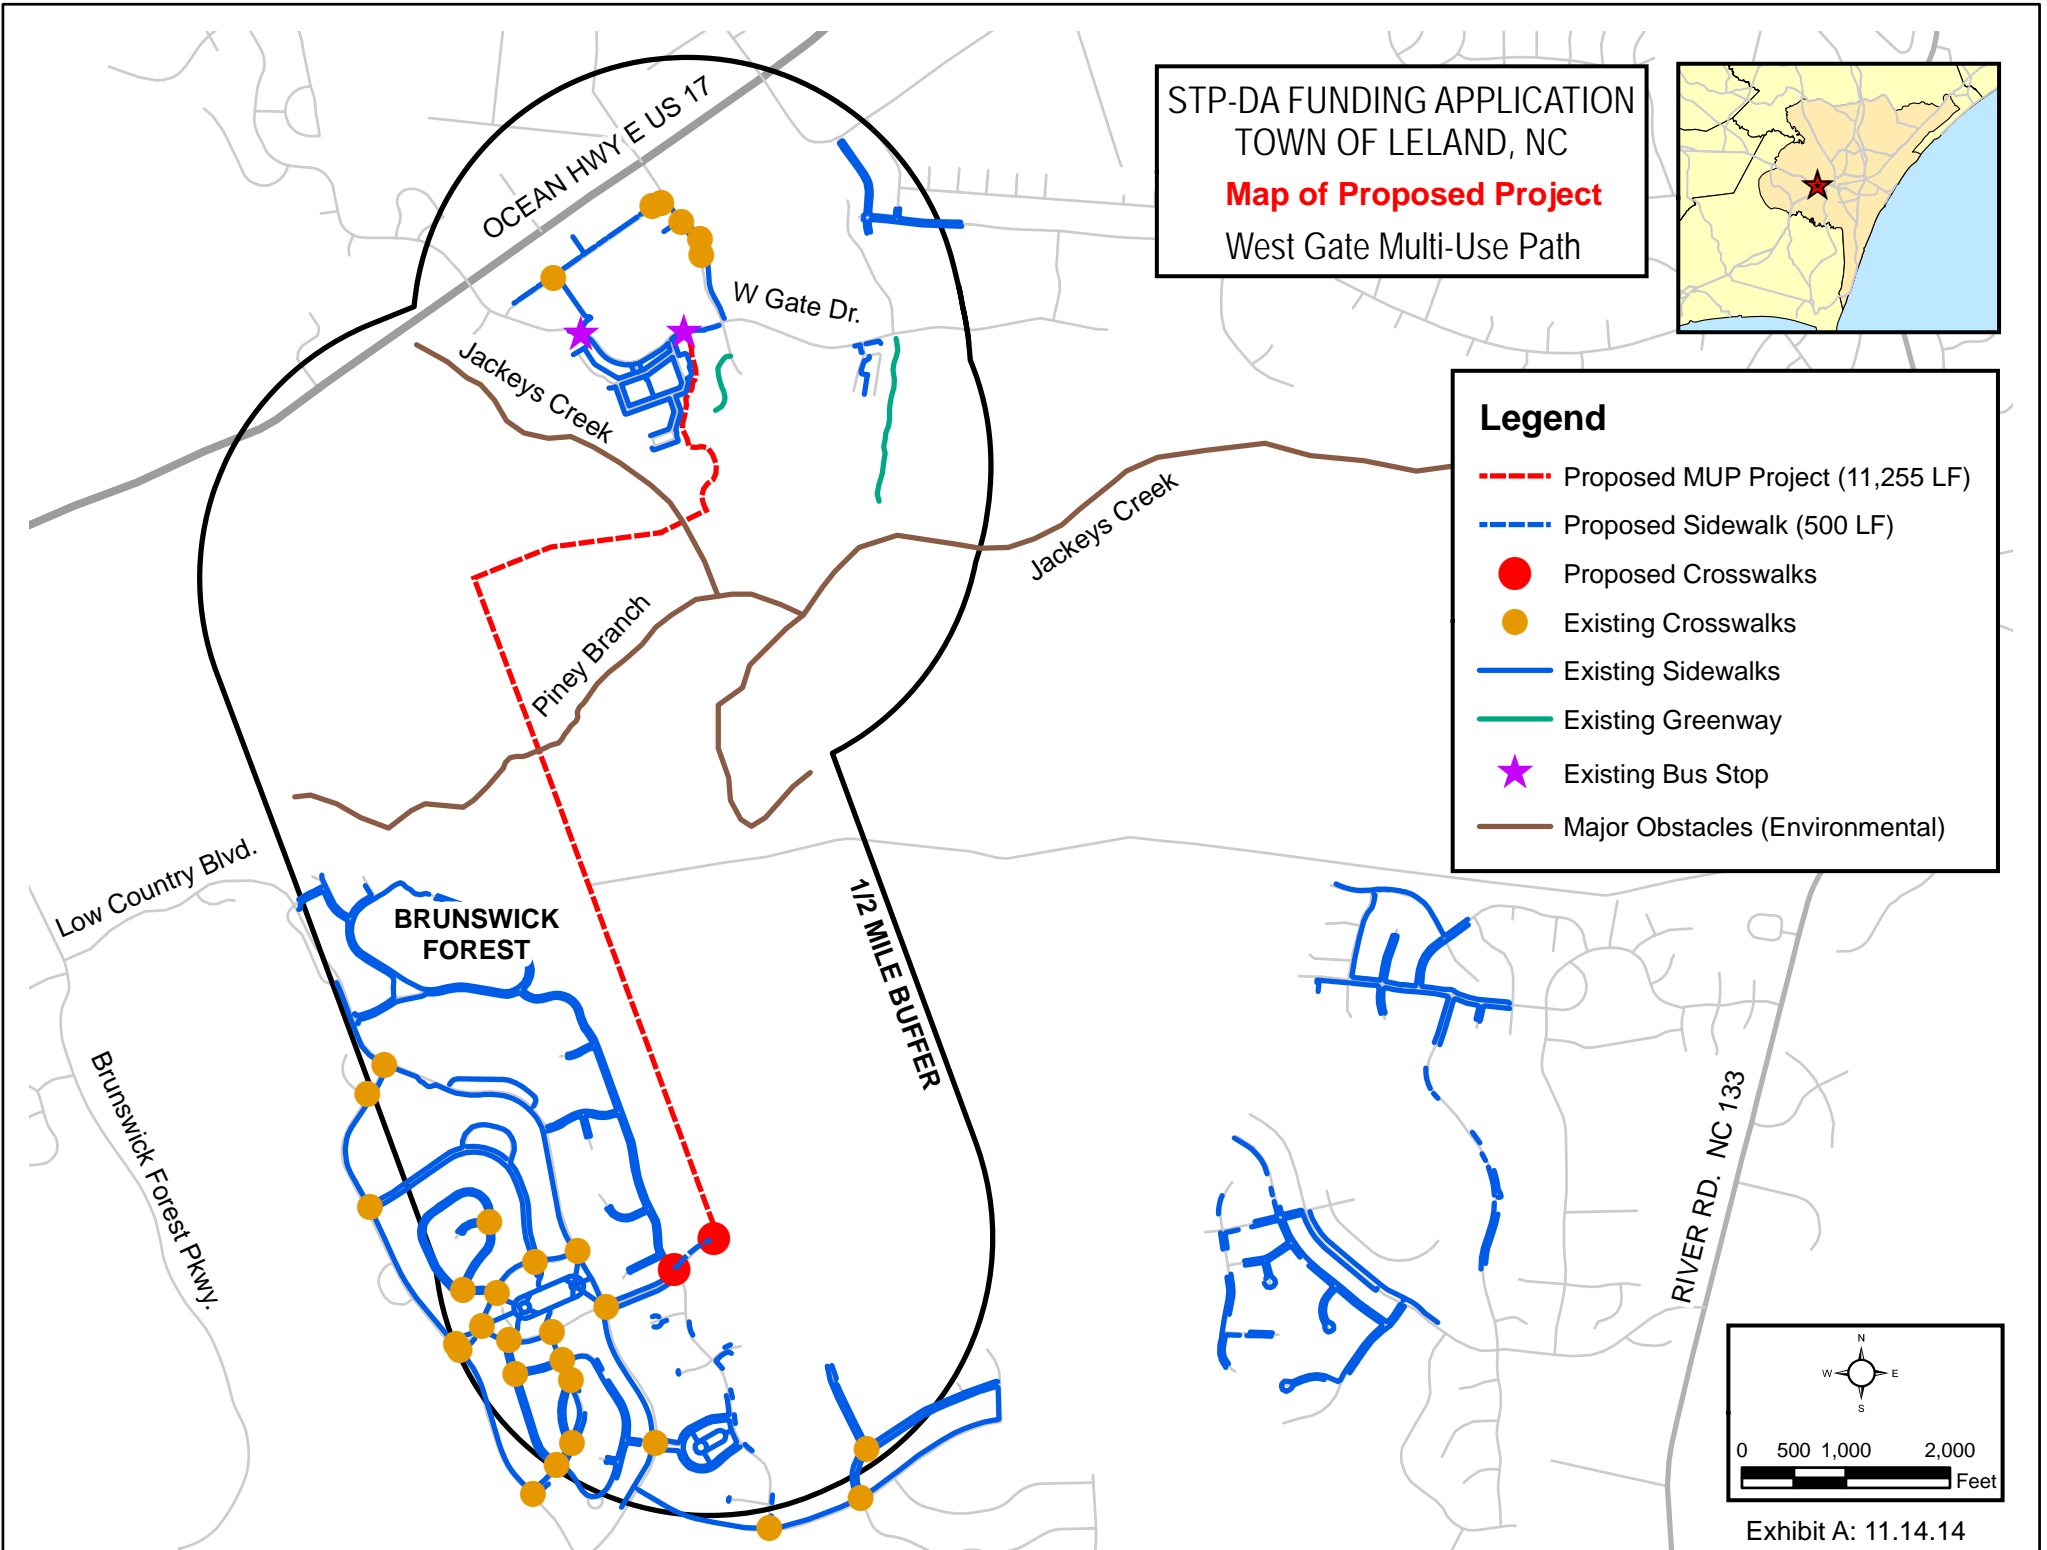 STP-DA FUNDING APPLICATION
TOWN OF LELAND, NC
Map of Proposed Project
West Gate Multi-Use Path
OCEAN HWY E US 17
W Gate Dr.
Jackeys Creek
Jackeys Creek
Piney Branch
Low Country Blvd.
BRUNSWICK
FOREST
1/2 MILE BUFFER
Brunswick Forest Pkwy.
RIVER RD. NC 133
Legend
Proposed MUP Project (11,255 LF)
Proposed Sidewalk (500 LF)
Proposed Crosswalks
Existing Crosswalks
Existing Sidewalks
Existing Greenway
Existing Bus Stop
Major Obstacles (Environmental)
N
W E
S
0 500 1,000 2,000
Feet
Exhibit A: 11.14.14